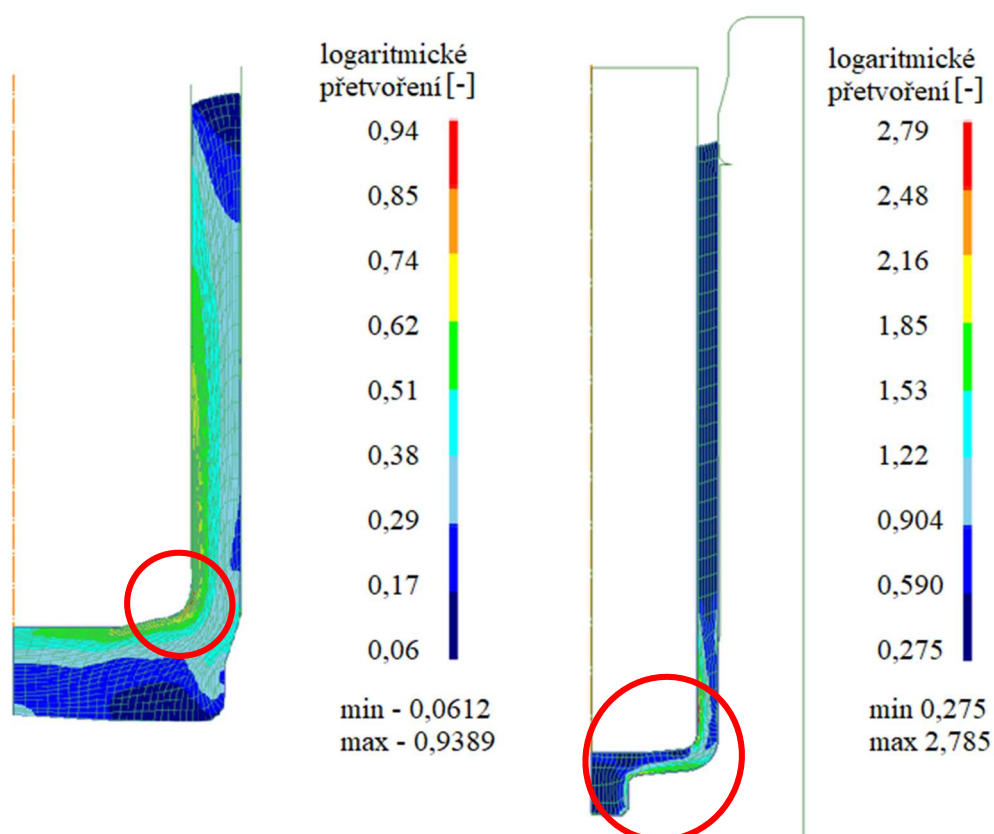 logaritmické
přetvoření [-]
0,94
0,85
0,74
0,62
0,51
0,38
0,29
0,17
0,06
min - 0,0612
max - 0,9389
logaritmické
přetvoření [-]
2,79
2,48
2,16
1,85
1,53
1,22
0,904
0,590
0,275
min 0,275
max 2,785